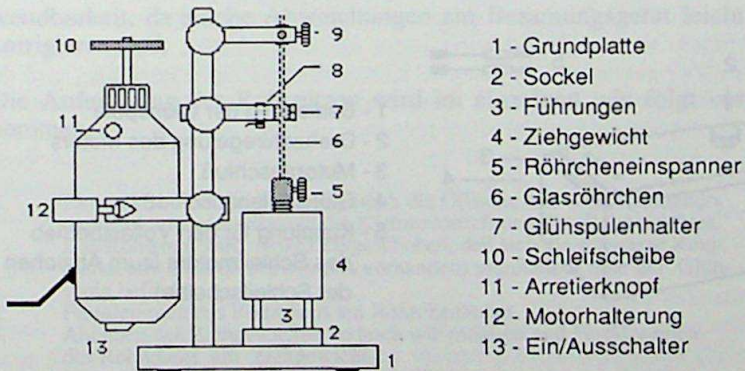 10
9
8
11
7
6
5
12
4
3
2
13
1
1 - Grundplatte
2 - Sockel
3 - Führungen
4 - Ziehgewicht
5 - Röhrcheneinspanner
6 - Glasröhrchen
7 - Glühspulenhalter
10 - Schleifscheibe
11 - Arretierknopf
12 - Motorhalterung
13 - Ein/Ausschalter